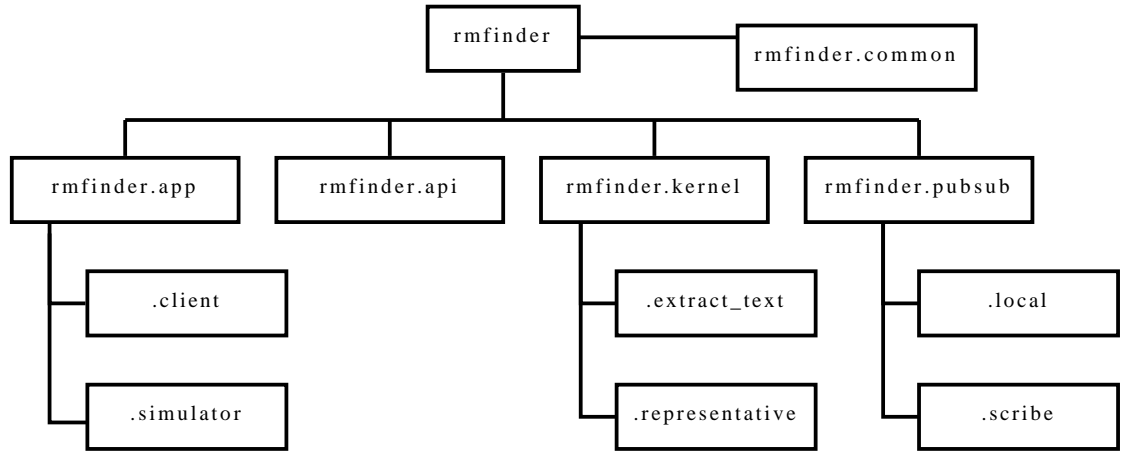 rmfinder
rmfinder.common
rmfinder.app
rmfinder.api
rmfinder.kernel
rmfinder.pubsub
.client
.extract_text
.local
.simulator
.representative
.scribe